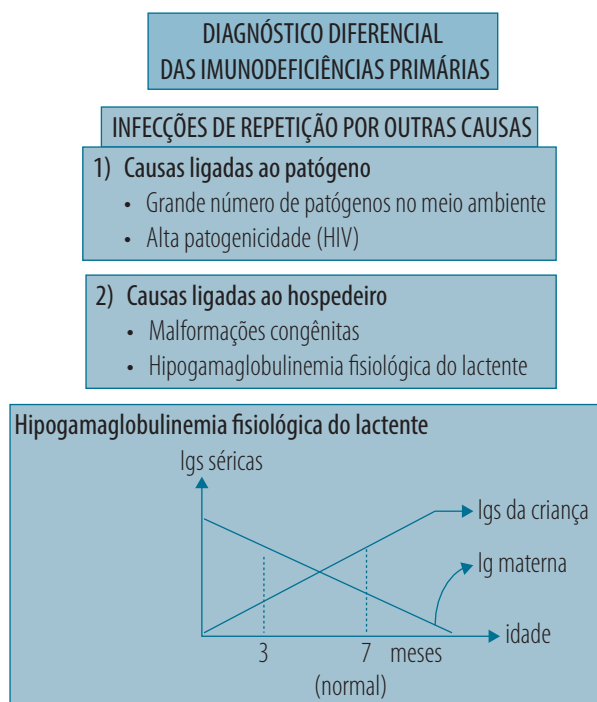 DIAGNÓSTICO DIFERENCIAL
DAS IMUNODEFICIÊNCIAS PRIMÁRIAS
INFECÇÕES DE REPETIÇÃO POR OUTRAS CAUSAS
1) Causas ligadas ao patógeno
• Grande número de patógenos no meio ambiente
• Alta patogenicidade (HIV)
2) Causas ligadas ao hospedeiro
• Malformações congênitas
• Hipogamaglobulinemia fisiológica do lactente
Hipogamaglobulinemia fisiológica do lactente
Igs séricas
Igs da criança
Ig materna
idade
3 7 meses
(normal)